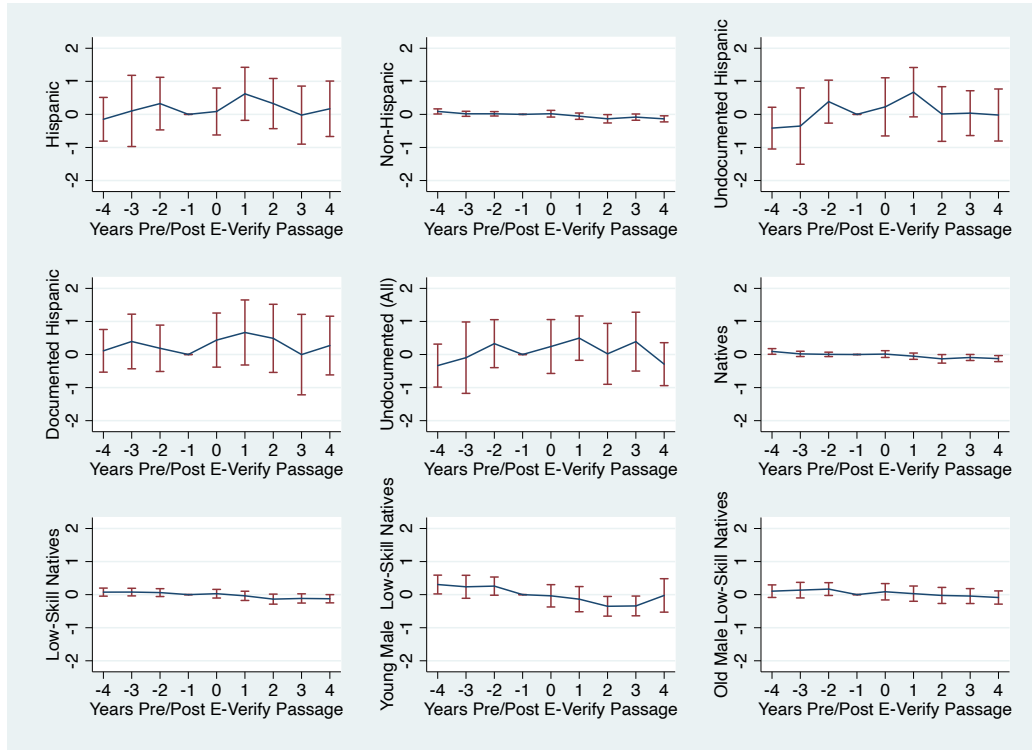 Hispanic
2
1
0
-1
-2
-4 -3 -2 -1 0 1 2 3 4
Years Pre/Post E-Verify Passage
Non-Hispanic
2
1
0
-1
-2
-4 -3 -2 -1 0 1 2 3 4
Years Pre/Post E-Verify Passage
Undocumented Hispanic
2
1
0
-1
-2
-4 -3 -2 -1 0 1 2 3 4
Years Pre/Post E-Verify Passage
Documented Hispanic
2
1
0
-1
-2
-4 -3 -2 -1 0 1 2 3 4
Years Pre/Post E-Verify Passage
Undocumented (All)
2
1
0
-1
-2
-4 -3 -2 -1 0 1 2 3 4
Years Pre/Post E-Verify Passage
Natives
2
1
0
-1
-2
-4 -3 -2 -1 0 1 2 3 4
Years Pre/Post E-Verify Passage
Low-Skill Natives
2
1
0
-1
-2
-4 -3 -2 -1 0 1 2 3 4
Years Pre/Post E-Verify Passage
Young Male Low-Skill Natives
2
1
0
-1
-2
-4 -3 -2 -1 0 1 2 3 4
Years Pre/Post E-Verify Passage
Old Male Low-Skill Natives
2
1
0
-1
-2
-4 -3 -2 -1 0 1 2 3 4
Years Pre/Post E-Verify Passage